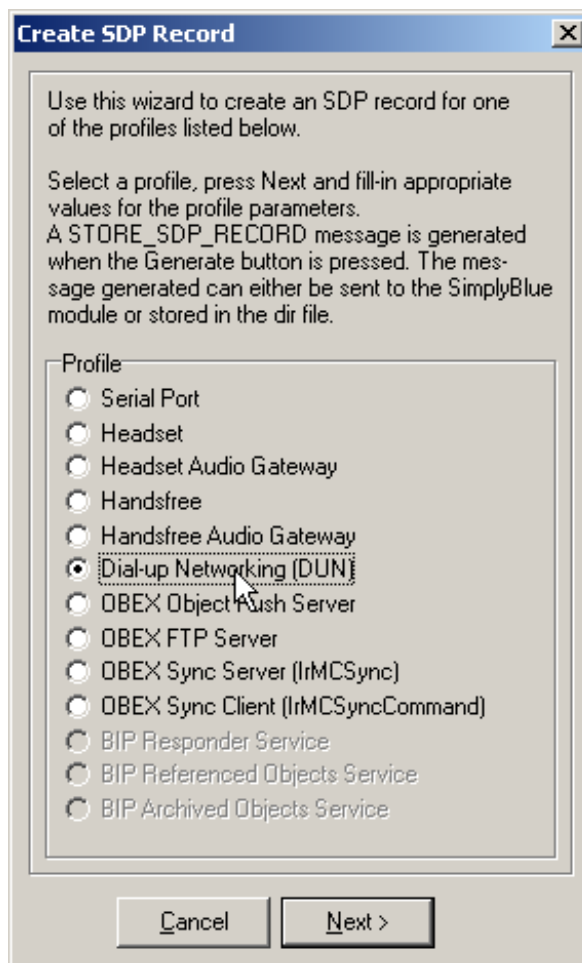 Create SDP Record
Use this wizard to create an SDP record for one
of the profiles listed below.
Select a profile, press Next and fill-in appropriate
values for the profile parameters.
A STORE_SDP_RECORD message is generated
when the Generate button is pressed. The mes-
sage generated can either be sent to the SimplyBlue
module or stored in the dir file.
Profile
Serial Port
Headset
Headset Audio Gateway
Handsfree
Handsfree Audio Gateway
Dial-up Networking (DUN)
OBEX Object Push Server
OBEX FTP Server
OBEX Sync Server (IrMCSync)
OBEX Sync Client (IrMCSyncCommand)
BIP Responder Service
BIP Referenced Objects Service
BIP Archived Objects Service
Cancel Next >